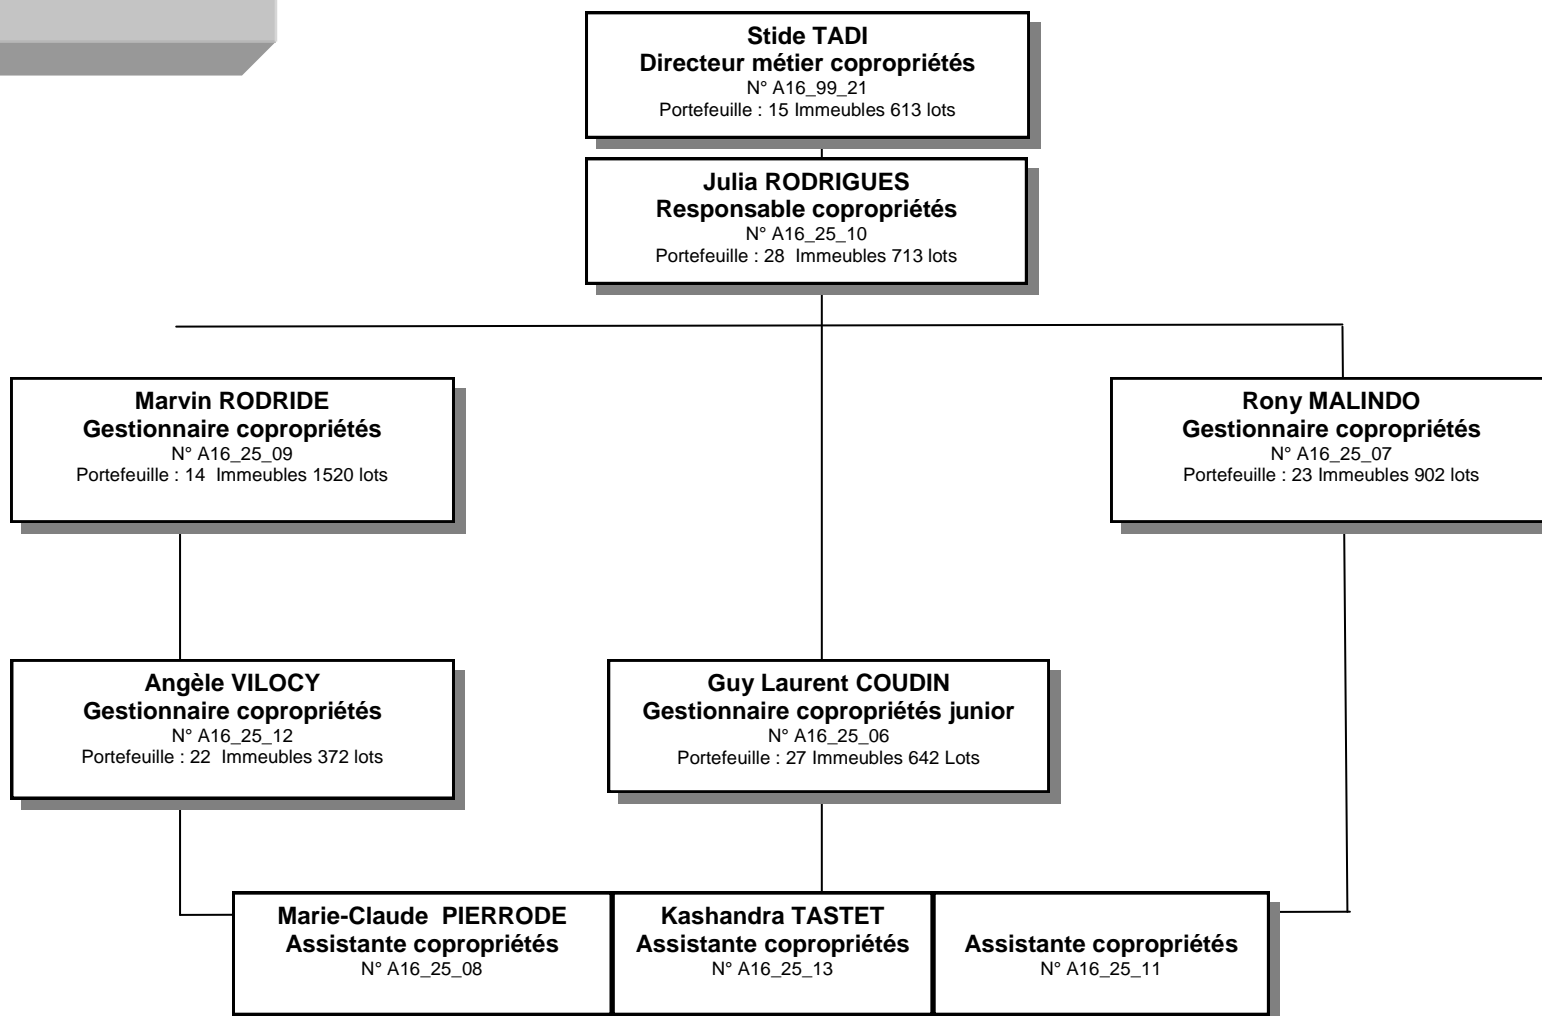 Stide TADI
Directeur métier copropriétés
N° A16_99_21
Portefeuille : 15 Immeubles 613 lots
Julia RODRIGUES
Responsable copropriétés
N° A16_25_10
Portefeuille : 28 Immeubles 713 lots
Marvin RODRIDE
Gestionnaire copropriétés
N° A16_25_09
Portefeuille : 14 Immeubles 1520 lots
Rony MALINDO
Gestionnaire copropriétés
N° A16_25_07
Portefeuille : 23 Immeubles 902 lots
Angèle VILOCY
Gestionnaire copropriétés
N° A16_25_12
Portefeuille : 22 Immeubles 372 lots
Guy Laurent COUDIN
Gestionnaire copropriétés junior
N° A16_25_06
Portefeuille : 27 Immeubles 642 Lots
Marie-Claude PIERRODE
Assistante copropriétés
N° A16_25_08
Kashandra TASTET
Assistante copropriétés
N° A16_25_13
Assistante copropriétés
N° A16_25_11